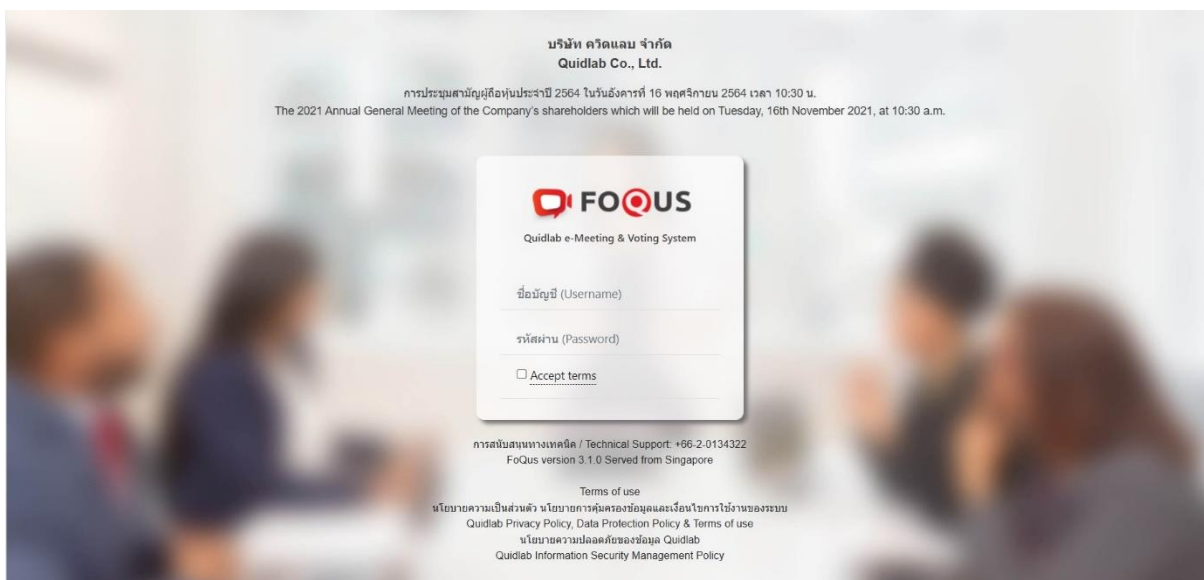 บริษัท ควิดแลบ จำกัด
Quidlab Co., Ltd.
การประชุมสามัญผู้ถือหุ้นประจำปี 2564 ในวันอังคารที่ 16 พฤศจิกายน 2564 เวลา 10:30 น.
The 2021 Annual General Meeting of the Company's shareholders which will be held on Tuesday, 16th November 2021, at 10:30 a.m.
FOQUS
Quidlab e-Meeting & Voting System
ชื่อบัญชี (Username)
รหัสผ่าน (Password)
Accept terms
การสนับสนุนทางเทคนิค / Technical Support: +66-2-0134322
FoQus version 3.1.0 Served from Singapore
Terms of use
นโยบายความเป็นส่วนตัว นโยบายการคุ้มครองข้อมูลและเงื่อนไขการใช้งานของระบบ
Quidlab Privacy Policy, Data Protection Policy & Terms of use
นโยบายความปลอดภัยของข้อมูล Quidlab
Quidlab Information Security Management Policy